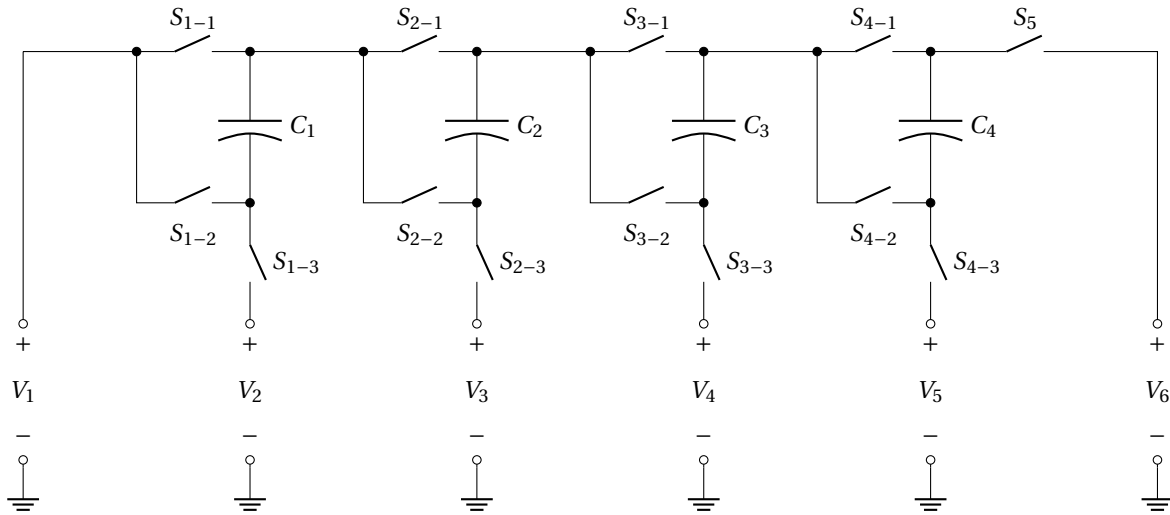 S1−1 S2−1 S3−1 S4−1 S5
C1 C2 C3 C4
S1−2 S2−2 S3−2 S4−2
S1−3 S2−3 S3−3 S4−3
+ + + + + +
V1 V2 V3 V4 V5 V6
− − − − − −